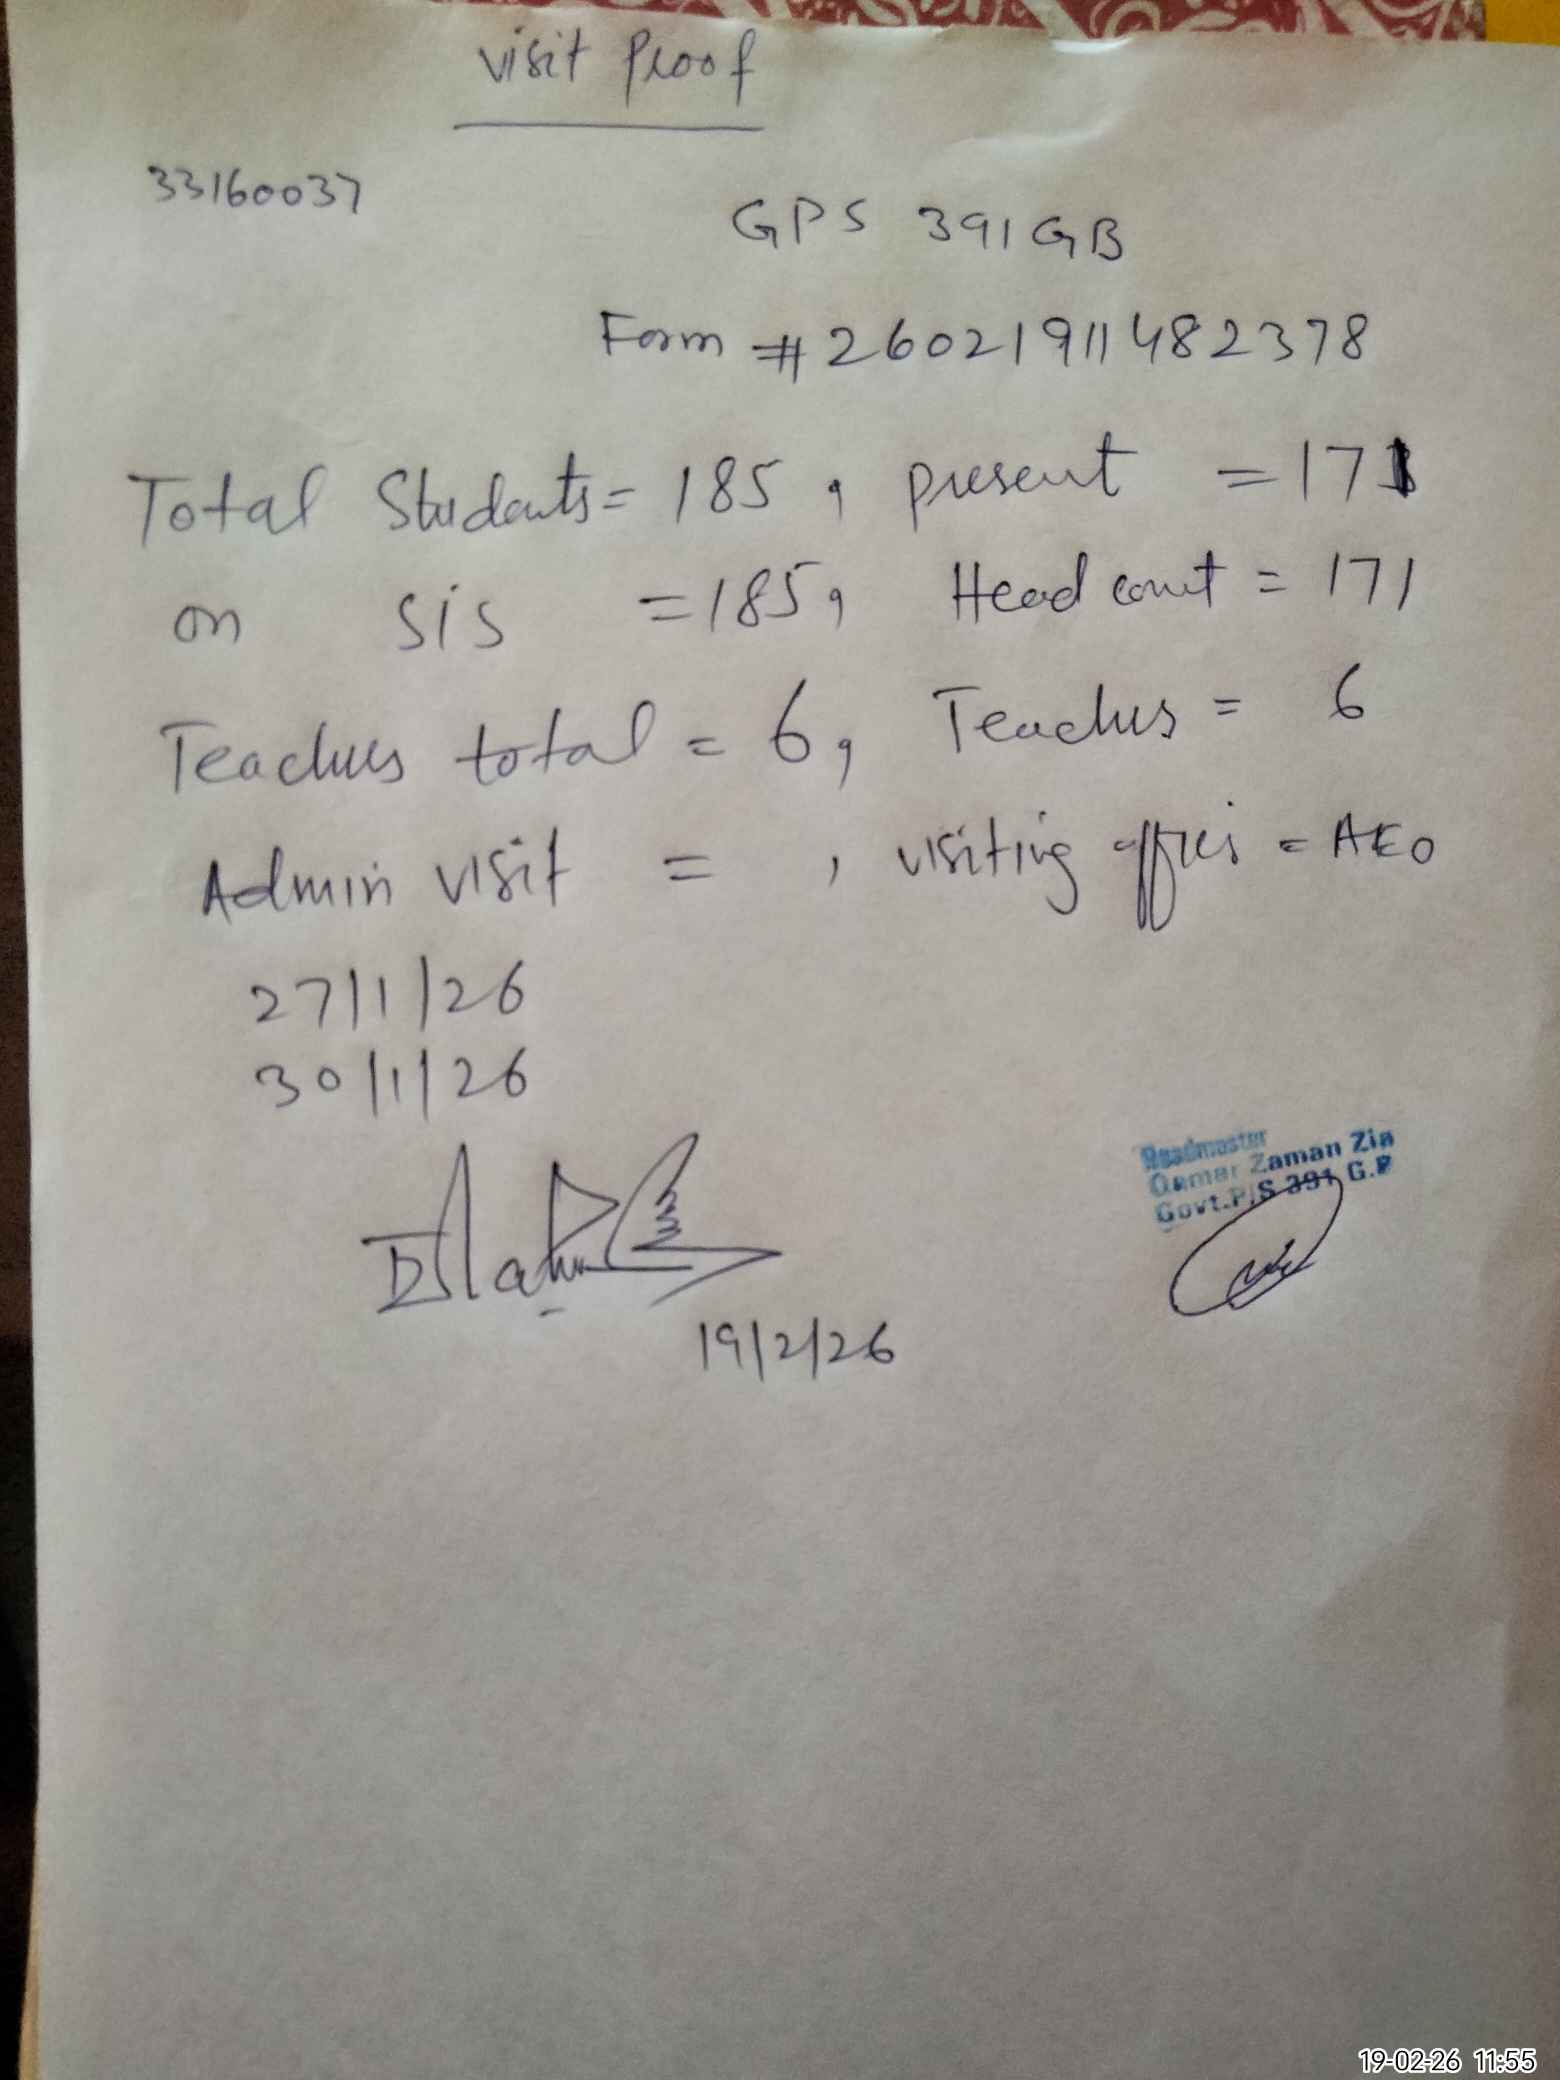 visit Proof
33160037
GPS 391GB
Form # 26021911482378
Total Students = 185, present = 171
on SIS = 185, Head count = 171
Teachers total = 6, Teachers = 6
Admin visit = , visiting officer = AEO
27/1/26
30/1/26
Headmaster
Qamar Zaman Zia
Govt.P/S 391 G.B
19/2/26
19-02-26 11:55